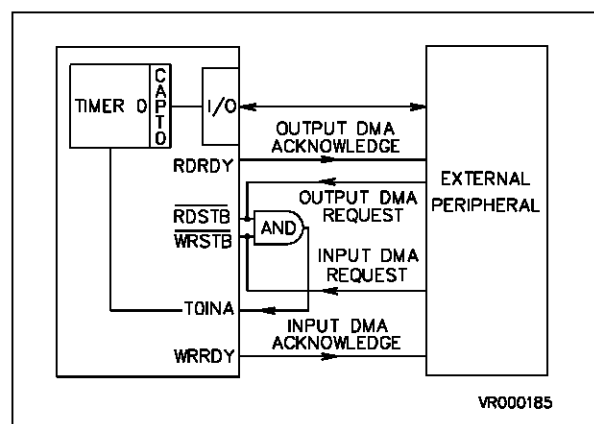 TIMER 0
CAPT0
I/O
OUTPUT DMA
ACKNOWLEDGE
RDRDY
EXTERNAL
PERIPHERAL
OUTPUT DMA
REQUEST
RDSTB
WRSTB
AND
INPUT DMA
REQUEST
T0INA
INPUT DMA
ACKNOWLEDGE
WRRDY
VR000185